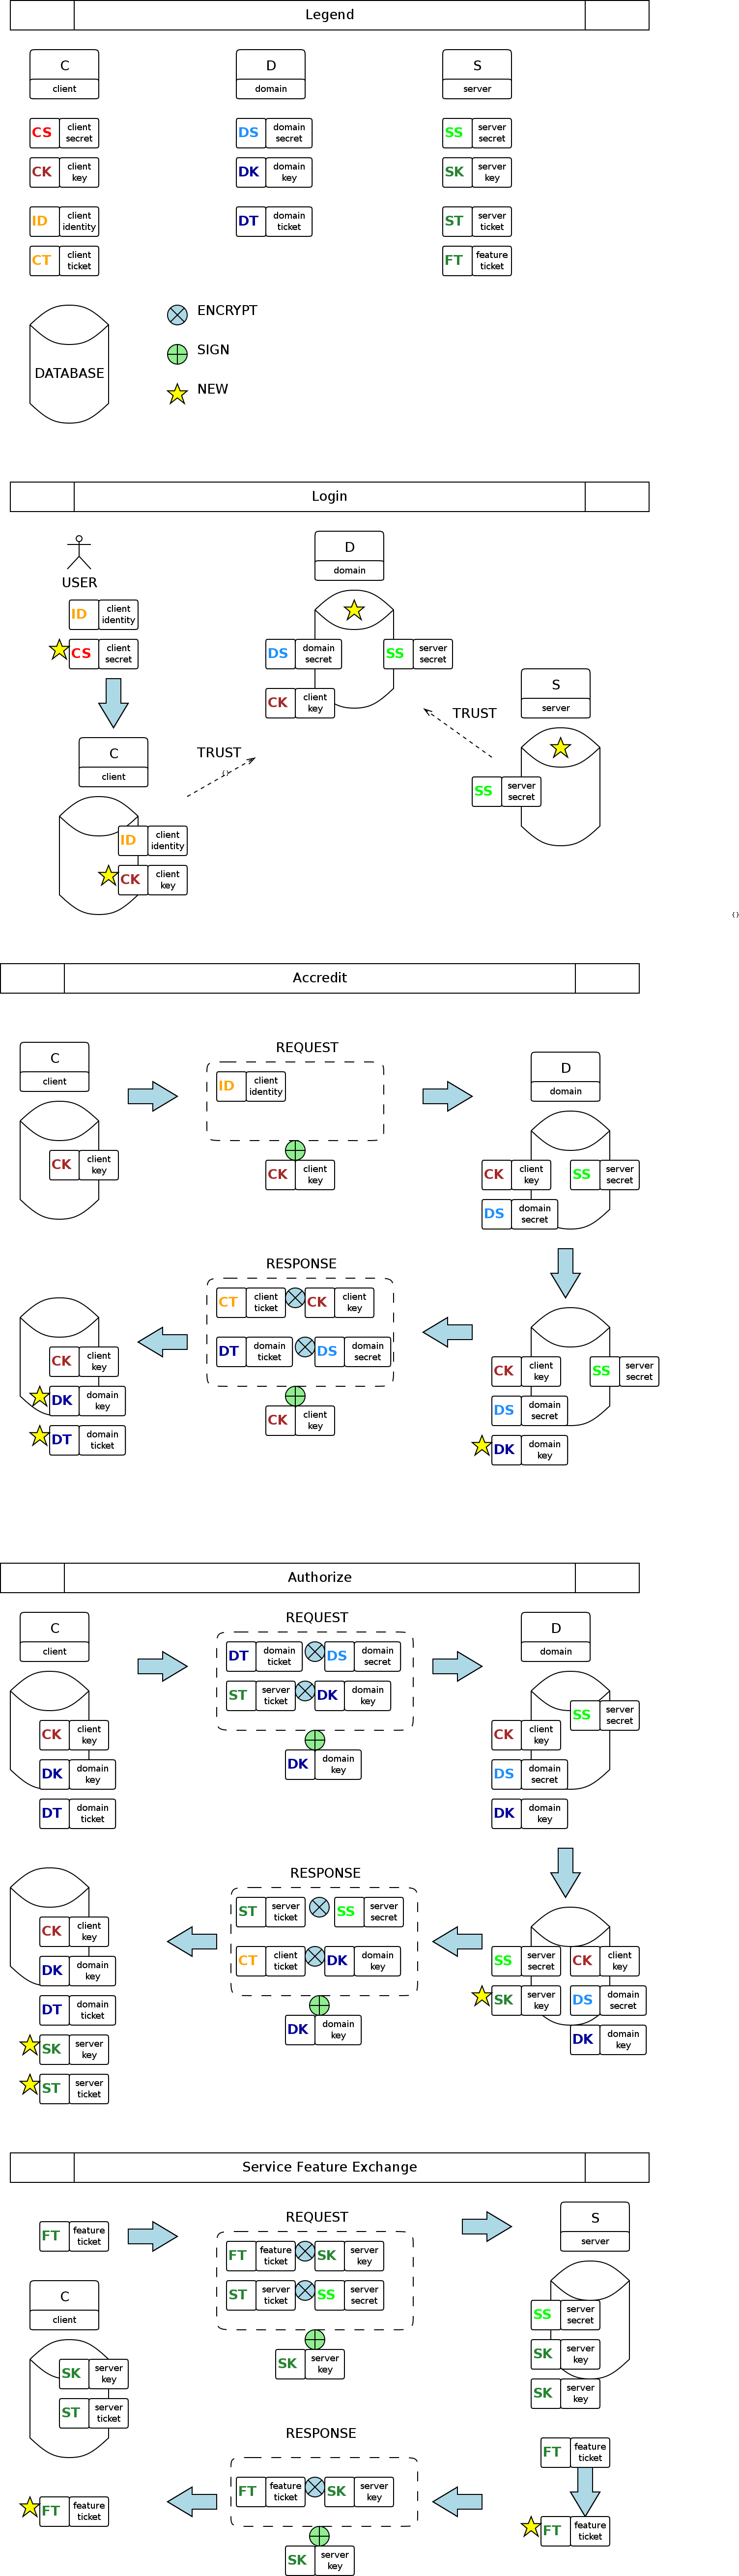 Legend
C
client
D
domain
S
server
CS
client
secret
DS
domain
secret
SS
server
secret
CK
client
key
DK
domain
key
SK
server
key
ID
client
identity
DT
domain
ticket
ST
server
ticket
CT
client
ticket
FT
feature
ticket
DATABASE
ENCRYPT
SIGN
NEW
Login
USER
ID
client
identity
CS
client
secret
D
domain
DS
domain
secret
SS
server
secret
CK
client
key
S
server
SS
server
secret
TRUST
TRUST
{}
C
client
ID
client
identity
CK
client
key
{}
Accredit
C
client
CK
client
key
REQUEST
ID
client
identity
CK
client
key
D
domain
CK
client
key
SS
server
secret
DS
domain
secret
RESPONSE
CT
client
ticket
CK
client
key
DT
domain
ticket
DS
domain
secret
CK
client
key
CK
client
key
DK
domain
key
DT
domain
ticket
CK
client
key
SS
server
secret
DS
domain
secret
DK
domain
key
Authorize
C
client
CK
client
key
DK
domain
key
DT
domain
ticket
REQUEST
DT
domain
ticket
DS
domain
secret
ST
server
ticket
DK
domain
key
DK
domain
key
D
domain
SS
server
secret
CK
client
key
DS
domain
secret
DK
domain
key
RESPONSE
ST
server
ticket
SS
server
secret
CT
client
ticket
DK
domain
key
DK
domain
key
CK
client
key
DK
domain
key
DT
domain
ticket
SK
server
key
ST
server
ticket
SS
server
secret
CK
client
key
SK
server
key
DS
domain
secret
DK
domain
key
Service Feature Exchange
FT
feature
ticket
C
client
SK
server
key
ST
server
ticket
REQUEST
FT
feature
ticket
SK
server
key
ST
server
ticket
SS
server
secret
SK
server
key
S
server
SS
server
secret
SK
server
key
SK
server
key
FT
feature
ticket
FT
feature
ticket
RESPONSE
FT
feature
ticket
SK
server
key
SK
server
key
FT
feature
ticket